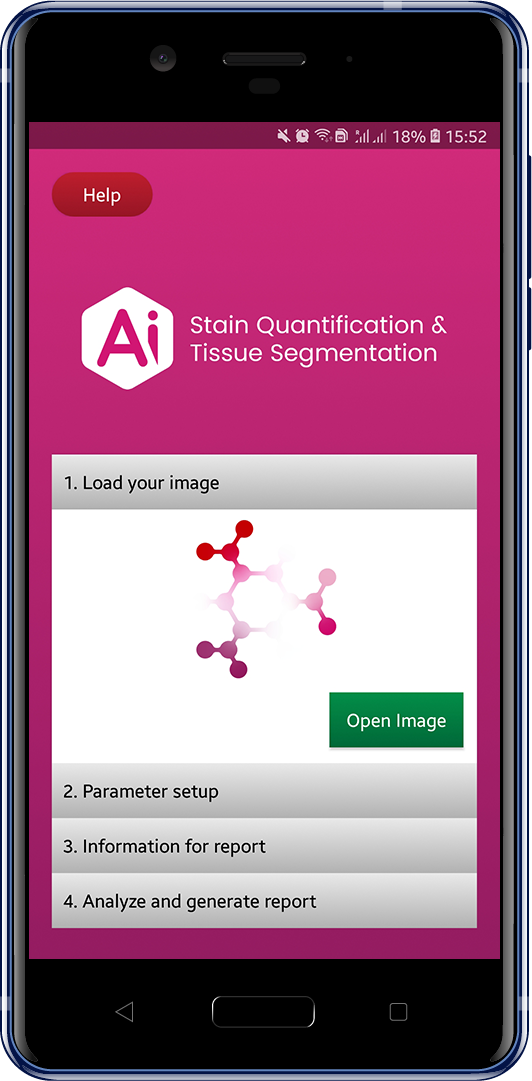 18% 15:52
Help
Ai
Stain Quantification &
Tissue Segmentation
1. Load your image
Open Image
2. Parameter setup
3. Information for report
4. Analyze and generate report